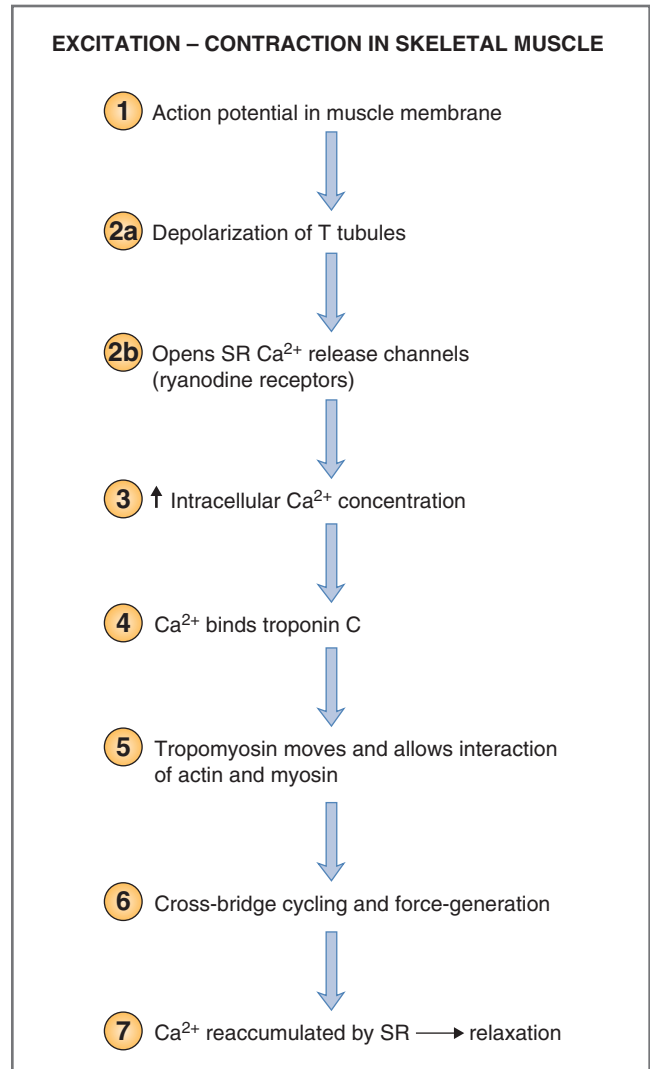 EXCITATION – CONTRACTION IN SKELETAL MUSCLE
1 Action potential in muscle membrane
2a Depolarization of T tubules
2b Opens SR Ca²⁺ release channels
(ryanodine receptors)
3 ↑ Intracellular Ca²⁺ concentration
4 Ca²⁺ binds troponin C
5 Tropomyosin moves and allows interaction
of actin and myosin
6 Cross-bridge cycling and force-generation
7 Ca²⁺ reaccumulated by SR → relaxation